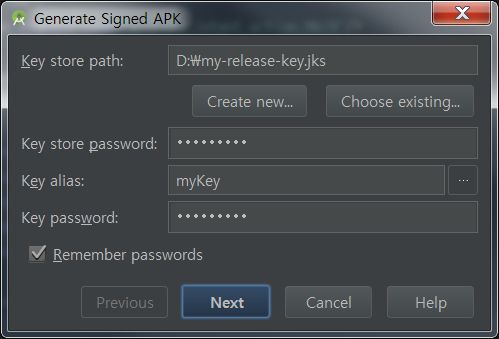 Generate Signed APK
Key store path: D:₩my-release-key.jks
Create new... Choose existing...
Key store password: •••••••••
Key alias: myKey ...
Key password: •••••••••
Remember passwords
Previous Next Cancel Help